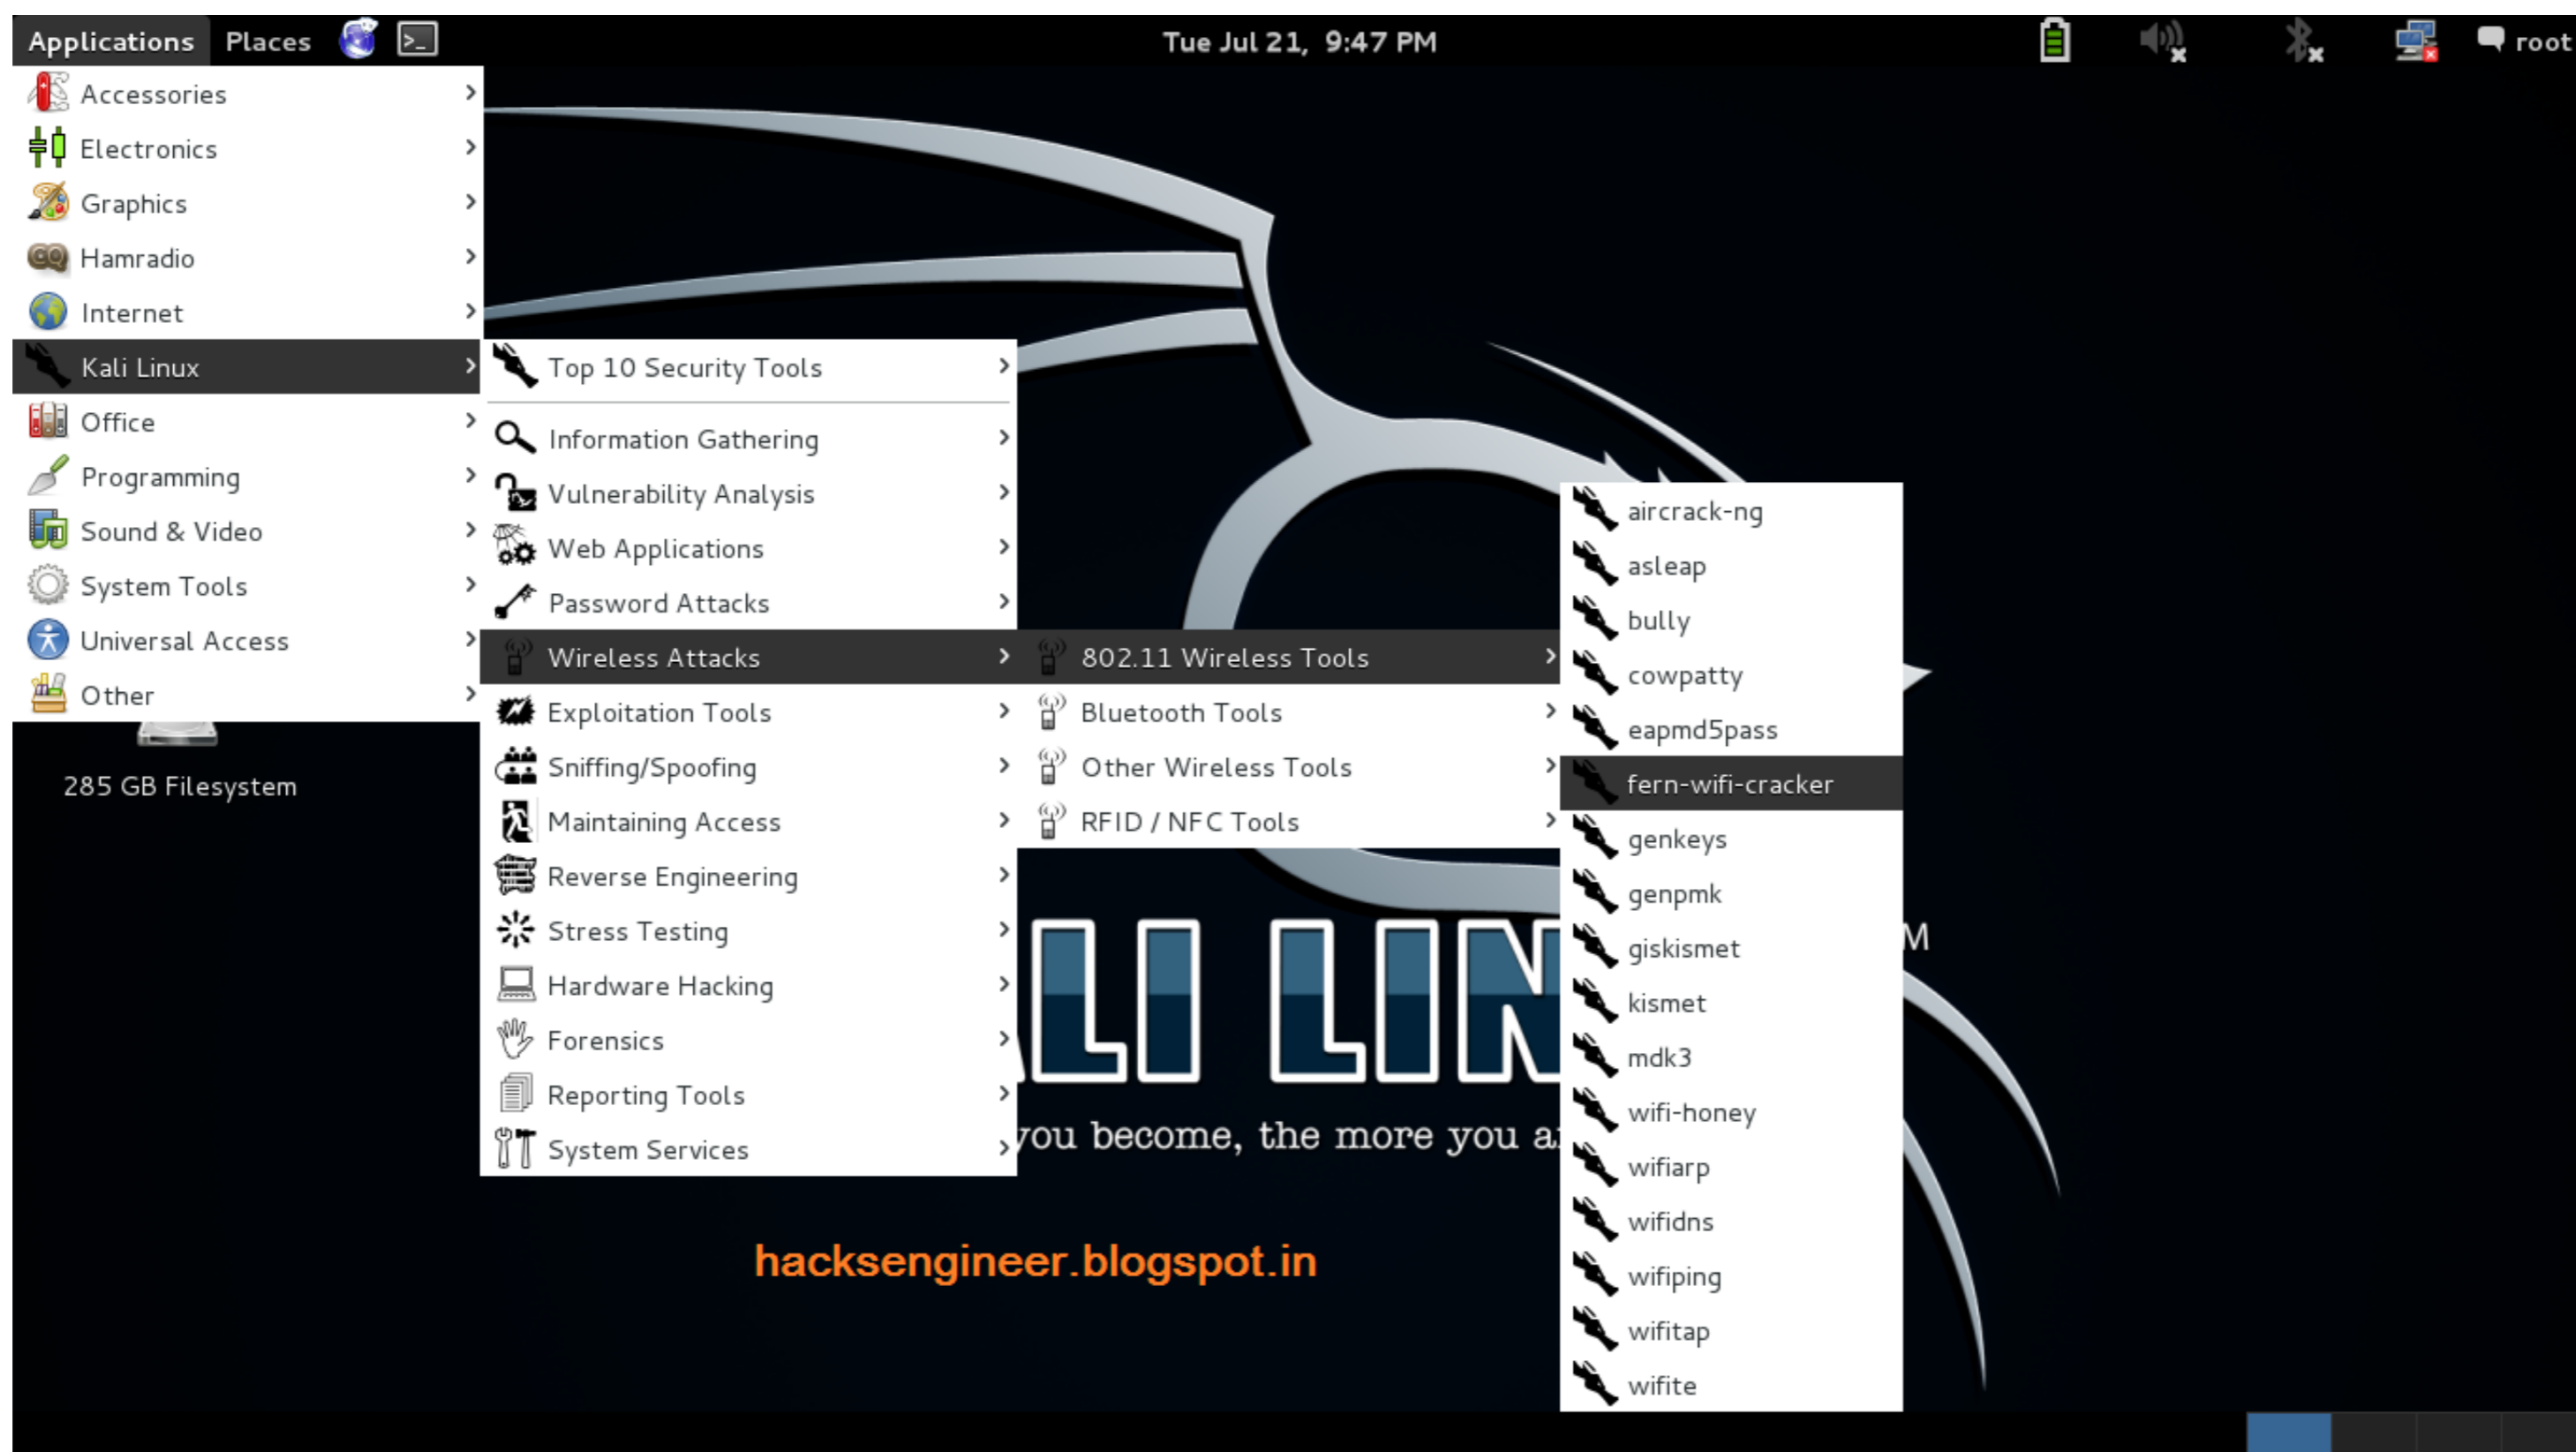 Applications Places Tue Jul 21, 9:47 PM root
Accessories
Electronics
Graphics
Hamradio
Internet
Kali Linux
Office
Programming
Sound & Video
System Tools
Universal Access
Other
285 GB Filesystem
Top 10 Security Tools
Information Gathering
Vulnerability Analysis
Web Applications
Password Attacks
Wireless Attacks
Exploitation Tools
Sniffing/Spoofing
Maintaining Access
Reverse Engineering
Stress Testing
Hardware Hacking
Forensics
Reporting Tools
System Services
802.11 Wireless Tools
Bluetooth Tools
Other Wireless Tools
RFID / NFC Tools
aircrack-ng
asleap
bully
cowpatty
eapmd5pass
fern-wifi-cracker
genkeys
genpmk
giskismet
kismet
mdk3
wifi-honey
wifiarp
wifidns
wifiping
wifitap
wifite
LI LIN
you become, the more you a
hacksengineer.blogspot.in